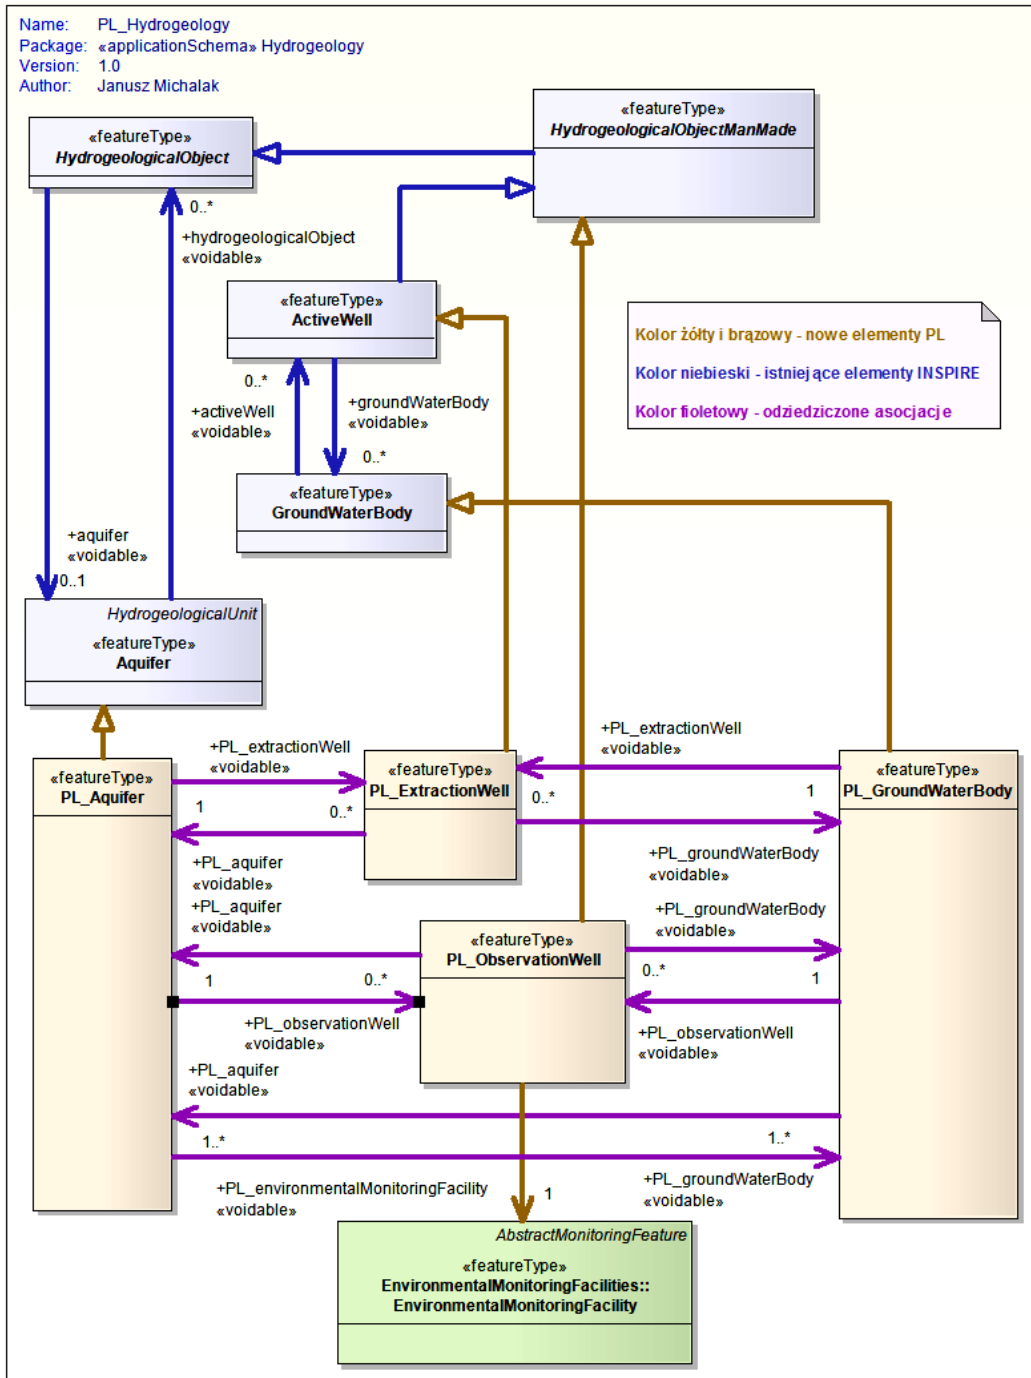 Name: PL_Hydrogeology
Package: «applicationSchema» Hydrogeology
Version: 1.0
Author: Janusz Michalak
«featureType»
HydrogeologicalObject
«featureType»
HydrogeologicalObjectManMade
0..*
+hydrogeologicalObject
«voidable»
«featureType»
ActiveWell
Kolor żółty i brązowy - nowe elementy PL
Kolor niebieski - istniejące elementy INSPIRE
Kolor fioletowy - odziedziczone asocjacje
0..*
+activeWell
«voidable»
+groundWaterBody
«voidable»
0..*
«featureType»
GroundWaterBody
+aquifer
«voidable»
0..1
HydrogeologicalUnit
«featureType»
Aquifer
+PL_extractionWell
«voidable»
+PL_extractionWell
«voidable»
«featureType»
PL_Aquifer
«featureType»
PL_ExtractionWell
«featureType»
PL_GroundWaterBody
1
0..*
0..*
1
+PL_aquifer
«voidable»
+PL_groundWaterBody
«voidable»
+PL_aquifer
«voidable»
+PL_groundWaterBody
«voidable»
«featureType»
PL_ObservationWell
1
0..*
0..*
1
+PL_observationWell
«voidable»
+PL_observationWell
«voidable»
+PL_aquifer
«voidable»
1..*
1..*
+PL_environmentalMonitoringFacility
«voidable»
1
+PL_groundWaterBody
«voidable»
AbstractMonitoringFeature
«featureType»
EnvironmentalMonitoringFacilities::
EnvironmentalMonitoringFacility